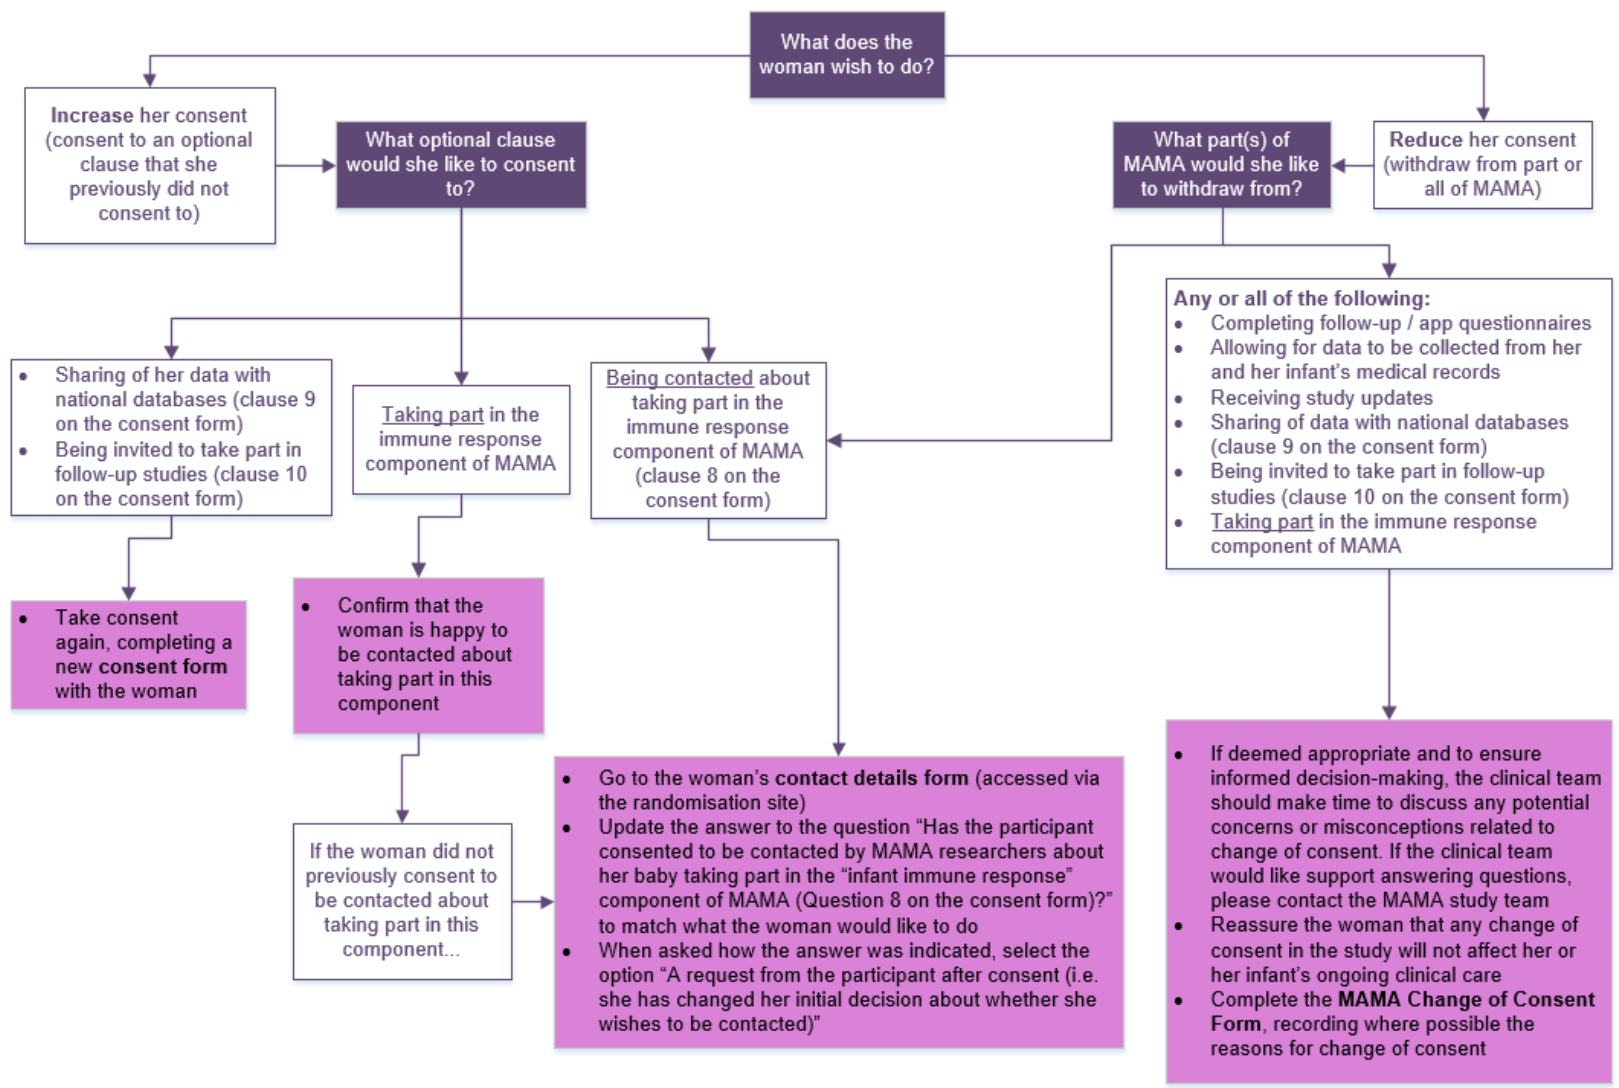 What does the
woman wish to do?
Increase her consent
(consent to an optional
clause that she
previously did not
consent to)
What optional clause
would she like to consent
to?
What part(s) of
MAMA would she like
to withdraw from?
Reduce her consent
(withdraw from part or
all of MAMA)
• Sharing of her data with
national databases (clause 9
on the consent form)
• Being invited to take part in
follow-up studies (clause 10
on the consent form)
Taking part in the
immune response
component of MAMA
Being contacted about
taking part in the
immune response
component of MAMA
(clause 8 on the
consent form)
Any or all of the following:
• Completing follow-up / app questionnaires
• Allowing for data to be collected from her
and her infant’s medical records
• Receiving study updates
• Sharing of data with national databases
(clause 9 on the consent form)
• Being invited to take part in follow-up
studies (clause 10 on the consent form)
• Taking part in the immune response
component of MAMA
• Take consent
again, completing a
new consent form
with the woman
• Confirm that the
woman is happy to
be contacted about
taking part in this
component
If the woman did not
previously consent to
be contacted about
taking part in this
component...
• Go to the woman’s contact details form (accessed via
the randomisation site)
• Update the answer to the question “Has the participant
consented to be contacted by MAMA researchers about
her baby taking part in the “infant immune response”
component of MAMA (Question 8 on the consent form)?”
to match what the woman would like to do
• When asked how the answer was indicated, select the
option “A request from the participant after consent (i.e.
she has changed her initial decision about whether she
wishes to be contacted)”
• If deemed appropriate and to ensure
informed decision-making, the clinical team
should make time to discuss any potential
concerns or misconceptions related to
change of consent. If the clinical team
would like support answering questions,
please contact the MAMA study team
• Reassure the woman that any change of
consent in the study will not affect her or
her infant’s ongoing clinical care
• Complete the MAMA Change of Consent
Form, recording where possible the
reasons for change of consent